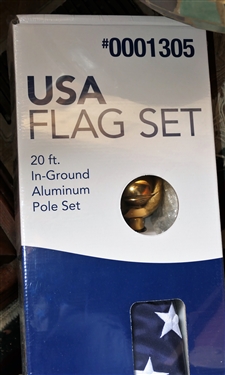 #0001305
USA
FLAG SET
20 ft.
In-Ground
Aluminum
Pole Set